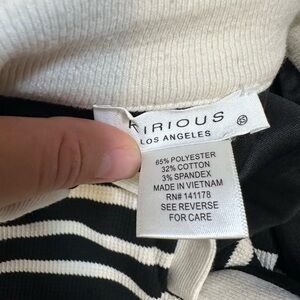 IRIOUS
LOS ANGELES
S
65% POLYESTER
32% COTTON
3% SPANDEX
MADE IN VIETNAM
RN# 141178
SEE REVERSE
FOR CARE